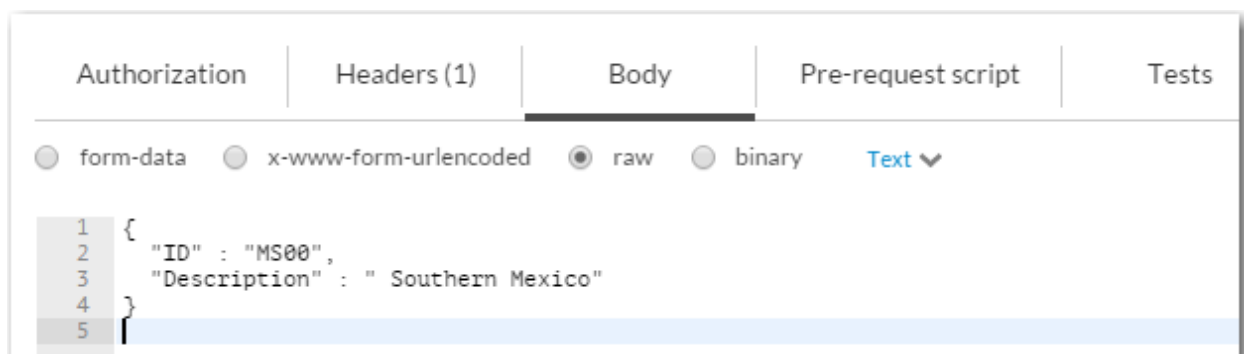 Authorization Headers (1) Body Pre-request script Tests
form-data x-www-form-urlencoded raw binary Text
1 {
2 "ID" : "MS00",
3 "Description" : " Southern Mexico"
4 }
5